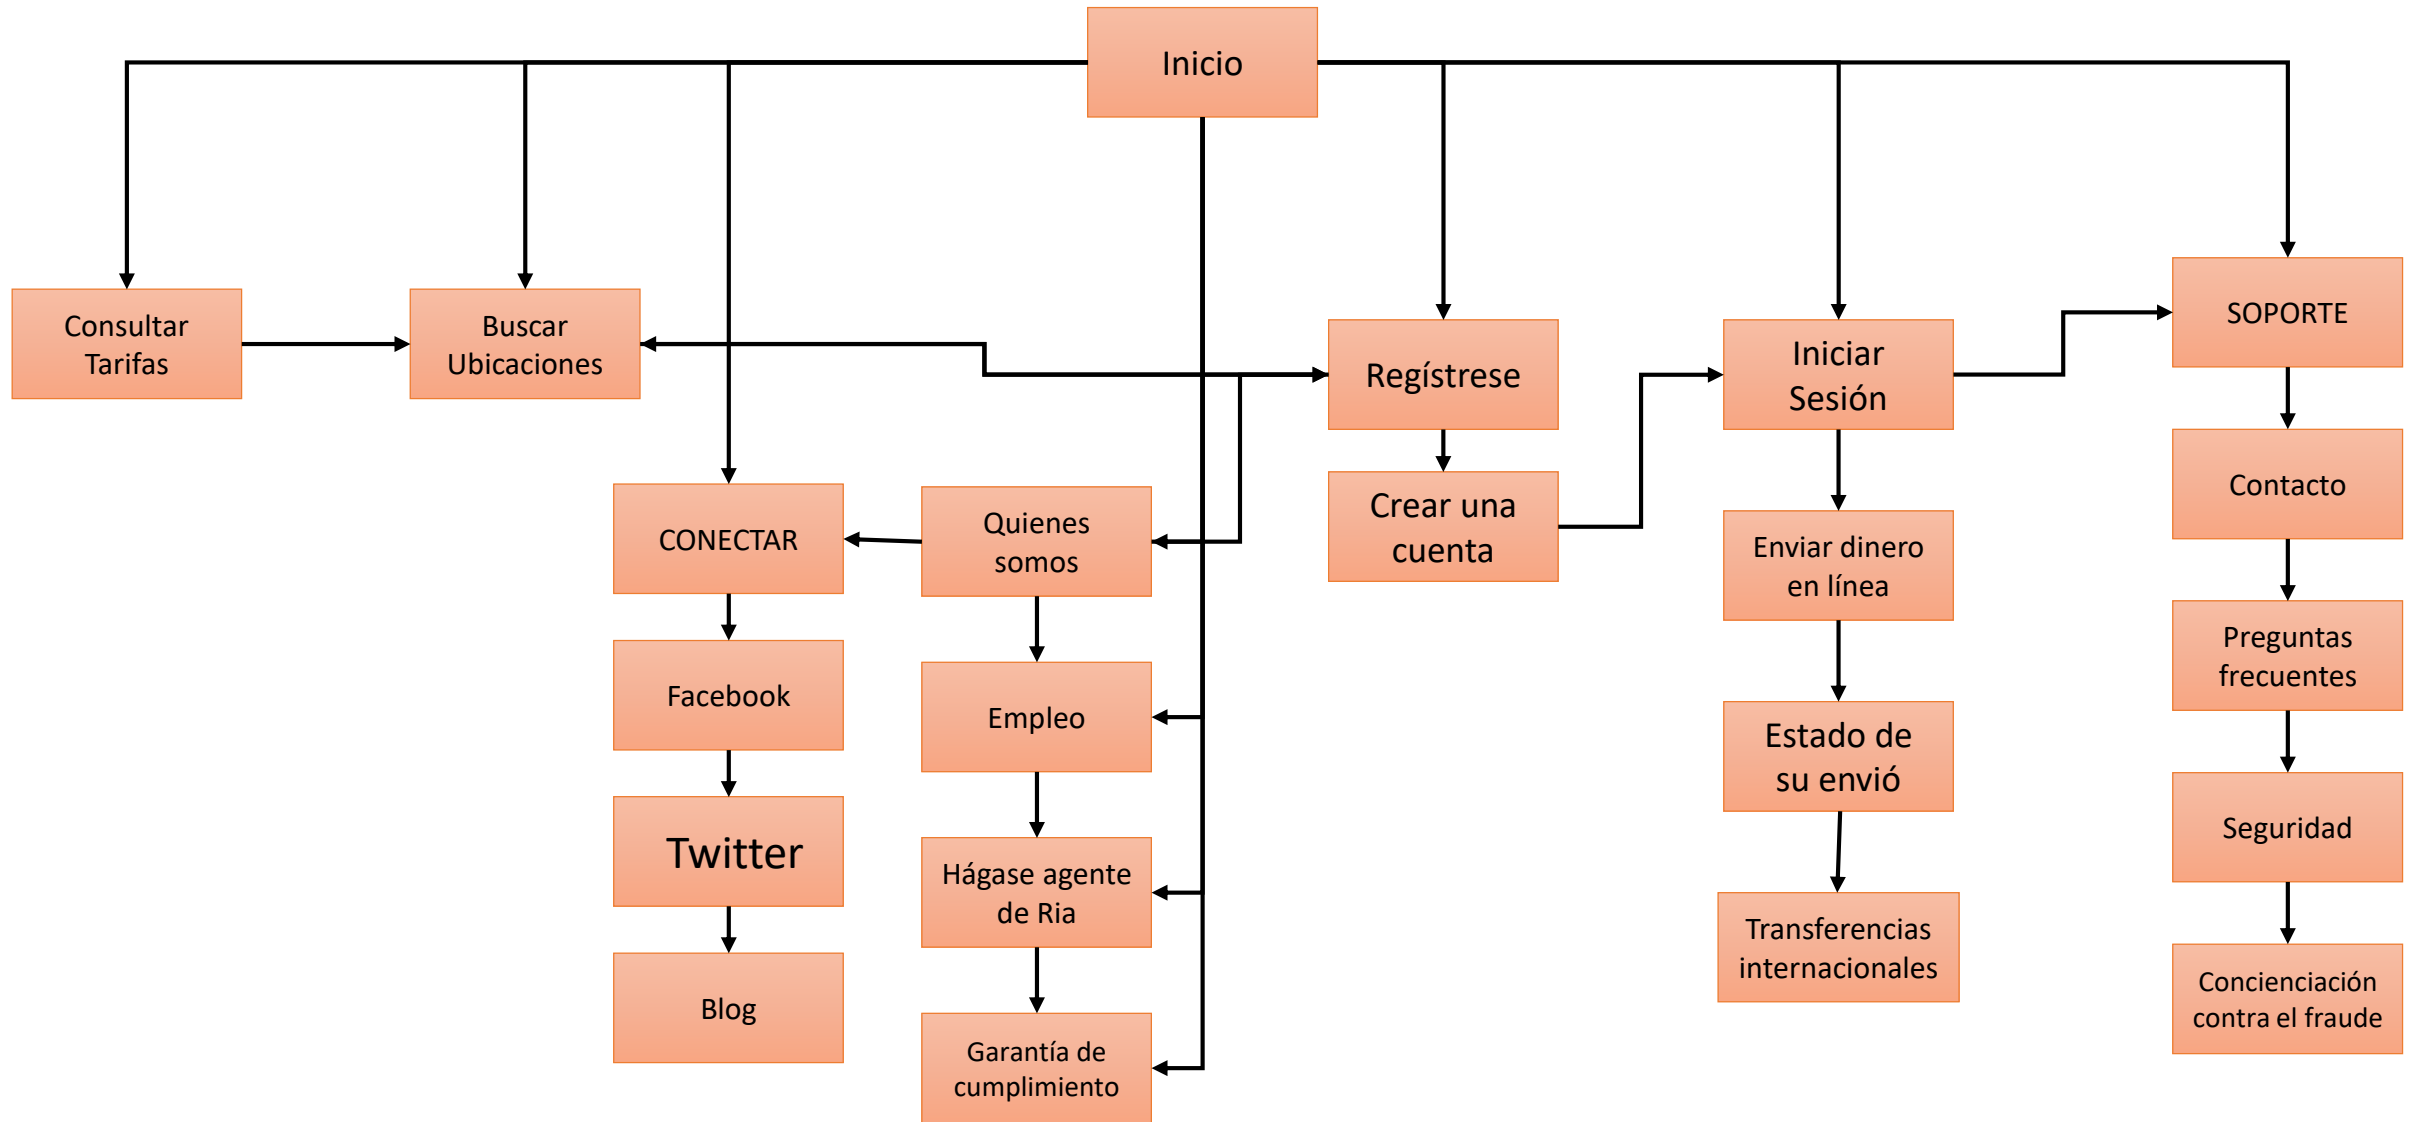 Inicio
Consultar
Tarifas
Buscar
Ubicaciones
CONECTAR
Facebook
Twitter
Blog
Quienes
somos
Empleo
Hágase agente
de Ria
Garantía de
cumplimiento
Regístrese
Crear una
cuenta
Iniciar
Sesión
Enviar dinero
en línea
Estado de
su envió
Transferencias
internacionales
SOPORTE
Contacto
Preguntas
frecuentes
Seguridad
Concienciación
contra el fraude